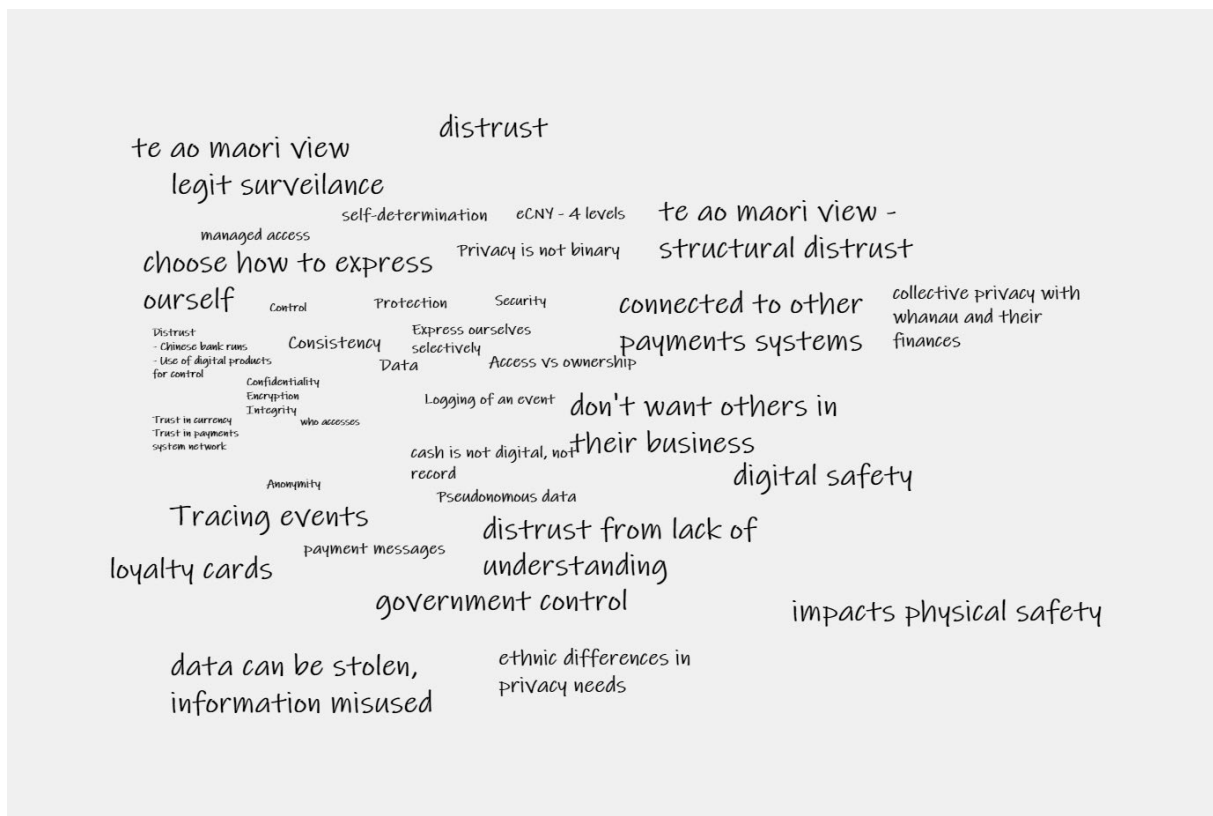 distrust
te ao maori view
legit surveilance
self-determination
eCNY - 4 levels
te ao maori view -
structural distrust
managed access
Privacy is not binary
choose how to express
ourself
Control
Protection
Security
connected to other
payments systems
collective privacy with
whanau and their
finances
Distrust
- Chinese bank runs
- Use of digital products
for control
Consistency
Express ourselves
selectively
Data
Access vs ownership
Confidentiality
Encryption
Integrity
who accesses
Logging of an event
don't want others in
their business
Trust in currency
Trust in payments
system network
cash is not digital, not
record
digital safety
Anonymity
Pseudonomous data
Tracing events
distrust from lack of
understanding
payment messages
loyalty cards
government control
impacts physical safety
data can be stolen,
information misused
ethnic differences in
privacy needs